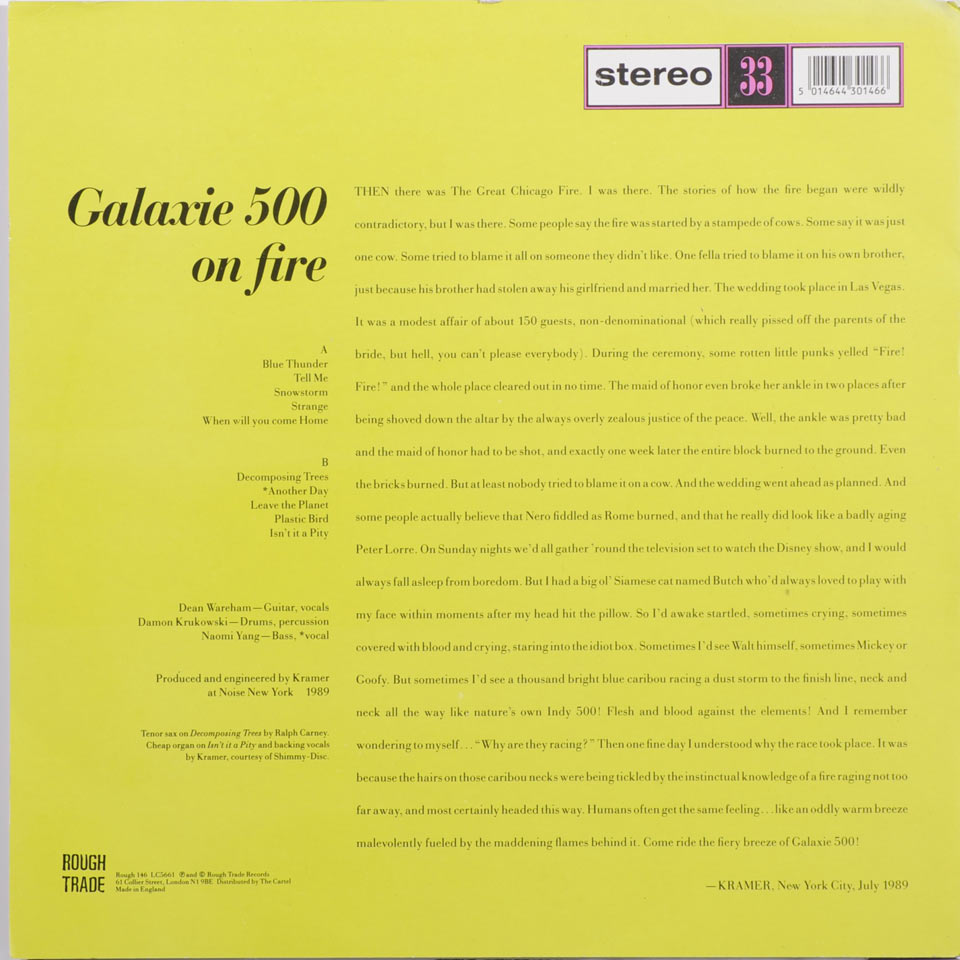 stereo
33
5 014644 301466
Galaxie 500
on fire
A
Blue Thunder
Tell Me
Snowstorm
Strange
When will you come Home
B
Decomposing Trees
*Another Day
Leave the Planet
Plastic Bird
Isn't it a Pity
Dean Wareham—Guitar, vocals
Damon Krukowski—Drums, percussion
Naomi Yang—Bass, *vocal
Produced and engineered by Kramer
at Noise New York 1989
Tenor sax on Decomposing Trees by Ralph Carney.
Cheap organ on Isn't it a Pity and backing vocals
by Kramer, courtesy of Shimmy-Disc.
THEN there was The Great Chicago Fire. I was there. The stories of how the fire began were wildly
contradictory, but I was there. Some people say the fire was started by a stampede of cows. Some say it was just
one cow. Some tried to blame it all on someone they didn't like. One fella tried to blame it on his own brother,
just because his brother had stolen away his girlfriend and married her. The wedding took place in Las Vegas.
It was a modest affair of about 150 guests, non-denominational (which really pissed off the parents of the
bride, but hell, you can't please everybody). During the ceremony, some rotten little punks yelled "Fire!
Fire!" and the whole place cleared out in no time. The maid of honor even broke her ankle in two places after
being shoved down the altar by the always overly zealous justice of the peace. Well, the ankle was pretty bad
and the maid of honor had to be shot, and exactly one week later the entire block burned to the ground. Even
the bricks burned. But at least nobody tried to blame it on a cow. And the wedding went ahead as planned. And
some people actually believe that Nero fiddled as Rome burned, and that he really did look like a badly aging
Peter Lorre. On Sunday nights we'd all gather 'round the television set to watch the Disney show, and I would
always fall asleep from boredom. But I had a big ol' Siamese cat named Butch who'd always loved to play with
my face within moments after my head hit the pillow. So I'd awake startled, sometimes crying, sometimes
covered with blood and crying, staring into the idiot box. Sometimes I'd see Walt himself, sometimes Mickey or
Goofy. But sometimes I'd see a thousand bright blue caribou racing a dust storm to the finish line, neck and
neck all the way like nature's own Indy 500! Flesh and blood against the elements! And I remember
wondering to myself... "Why are they racing?" Then one fine day I understood why the race took place. It was
because the hairs on those caribou necks were being tickled by the instinctual knowledge of a fire raging not too
far away, and most certainly headed this way. Humans often get the same feeling...like an oddly warm breeze
malevolently fueled by the maddening flames behind it. Come ride the fiery breeze of Galaxie 500!
—KRAMER, New York City, July 1989
ROUGH
TRADE
Rough 146 LC5661 ℗ and © Rough Trade Records
61 Collier Street, London N1 9BE Distributed by The Cartel
Made in England